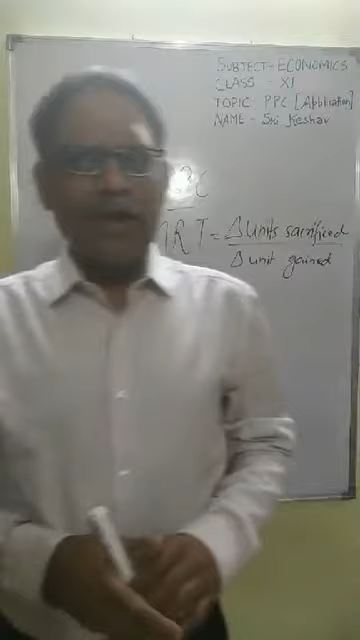 SUBJECT- ECONOMICS
CLASS - XI
TOPIC PPC [Application]
NAME - Sri Keshav
RT = Δ Units sacrificed
Δ unit gained